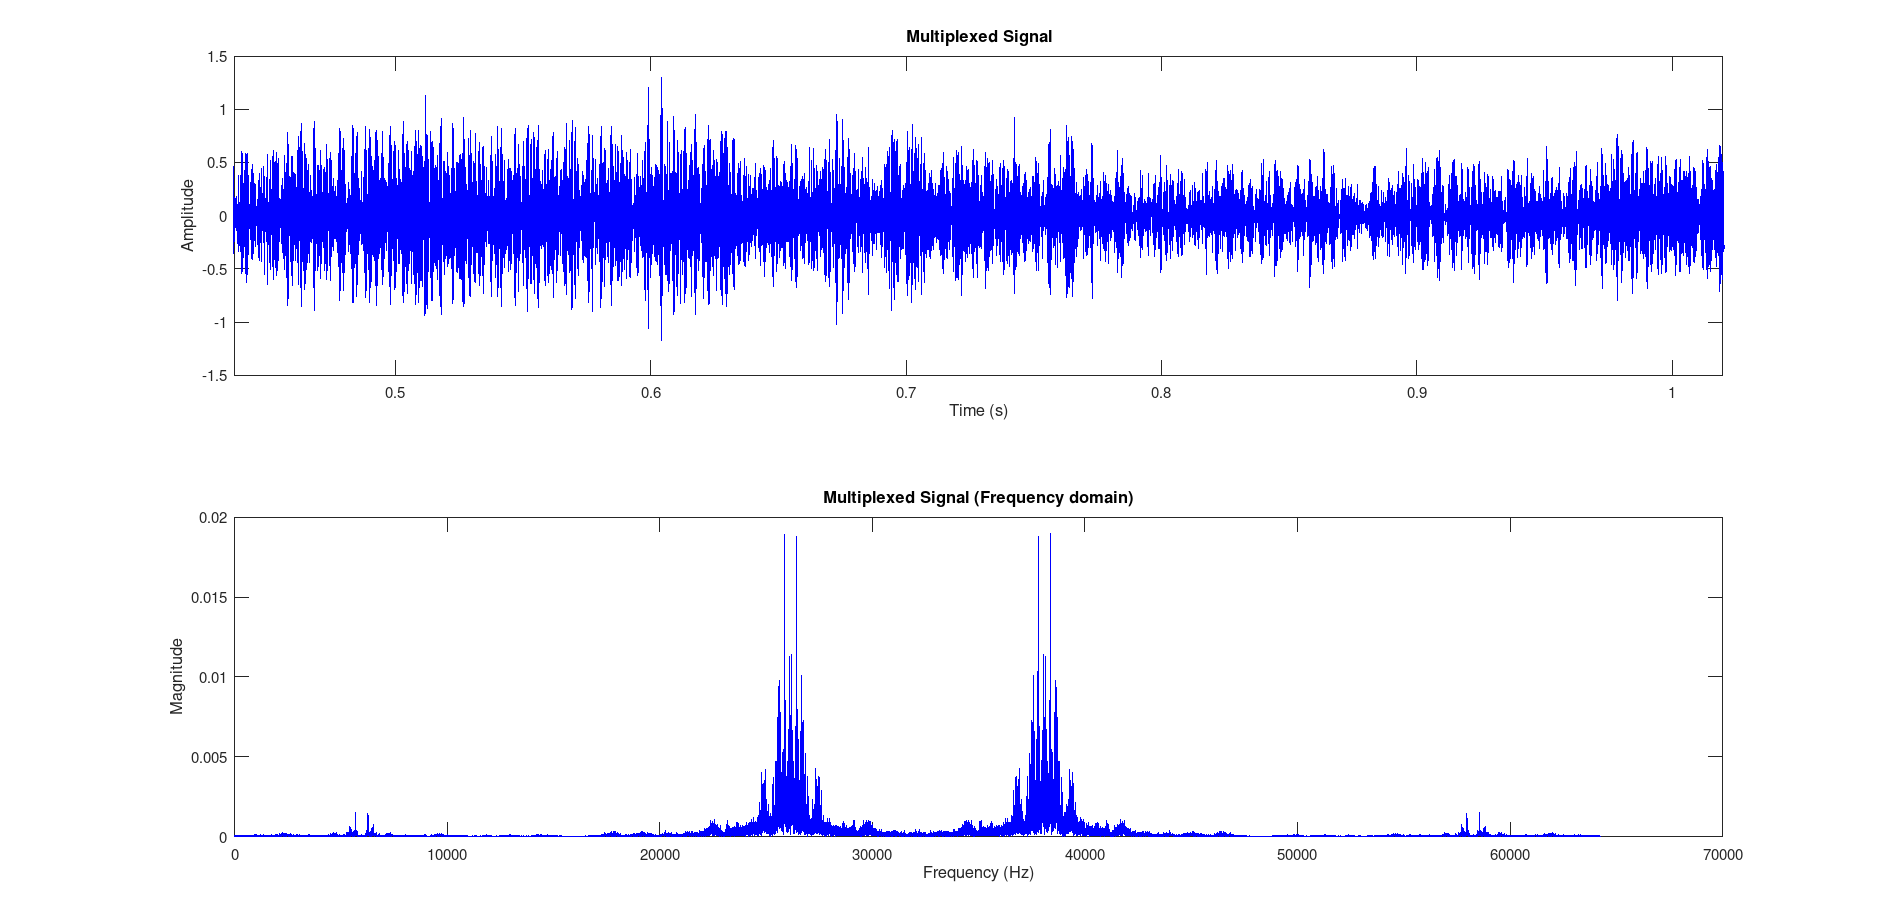 Multiplexed Signal
1.5
1
0.5
0
-0.5
-1
-1.5
Amplitude
0.5 0.6 0.7 0.8 0.9 1
Time (s)
Multiplexed Signal (Frequency domain)
0.02
0.015
0.01
0.005
0
Magnitude
0 10000 20000 30000 40000 50000 60000 70000
Frequency (Hz)